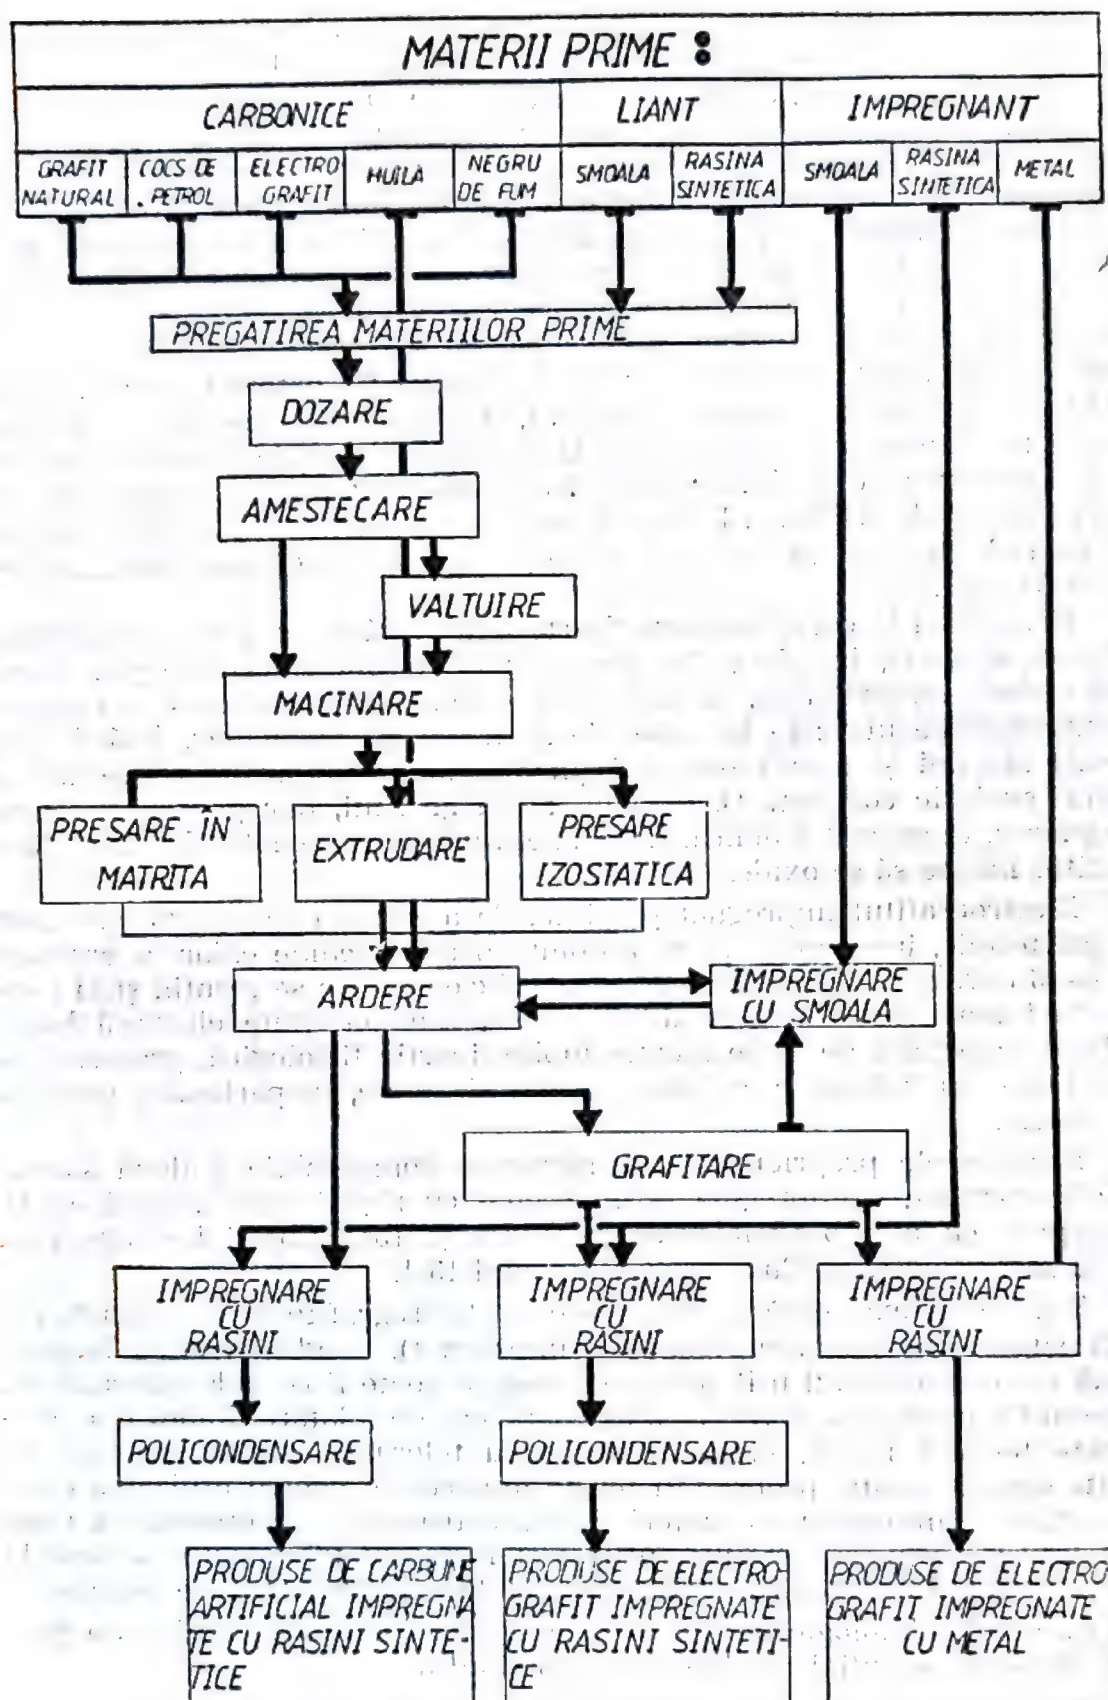 MATERII PRIME :
CARBONICE
LIANT
IMPREGNANT
GRAFIT
NATURAL
COCS DE
PETROL
ELECTRO
GRAFIT
HUILA
NEGRU
DE FUM
SMOALA
RASINA
SINTETICA
SMOALA
RASINA
SINTETICA
METAL
PREGATIREA MATERIILOR PRIME
DOZARE
AMESTECARE
VALTUIRE
MACINARE
PRESARE ÎN
MATRITA
EXTRUDARE
PRESARE
IZOSTATICA
ARDERE
IMPREGNARE
CU SMOALA
GRAFITARE
IMPREGNARE
CU
RASINI
IMPREGNARE
CU
RASINI
IMPREGNARE
CU
RASINI
POLICONDENSARE
POLICONDENSARE
PRODUSE DE CARBUNE
ARTIFICIAL IMPREGNA
TE CU RASINI SINTE-
TICE
PRODUSE DE ELECTRO-
GRAFIT IMPREGNATE
CU RASINI SINTETI-
CE
PRODUSE DE ELECTRO
GRAFIT IMPREGNATE
CU METAL